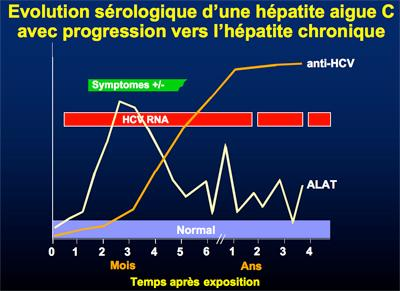 Evolution sérologique d'une hépatite aigue C
avec progression vers l'hépatite chronique
anti-HCV
Symptomes +/-
HCV RNA
ALAT
Normal
0 1 2 3 4 5 6 // 1 2 3 4
Mois Ans
Temps après exposition